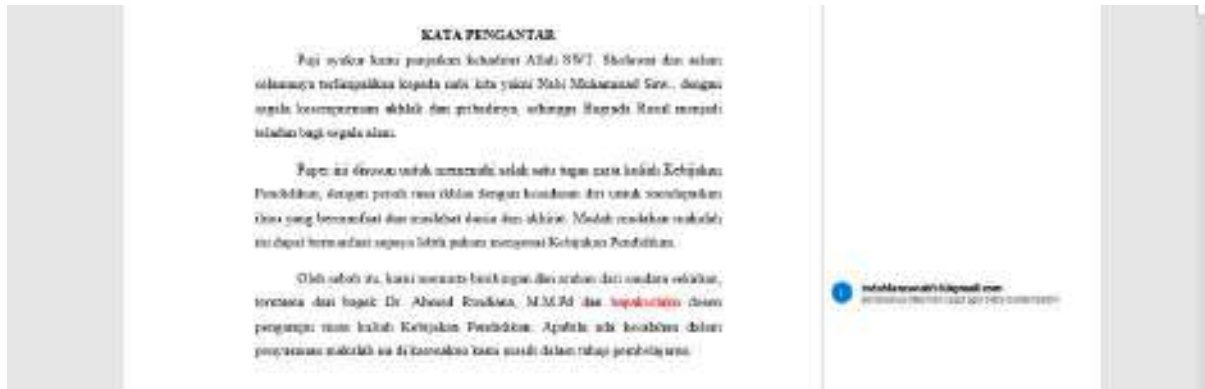 KATA PENGANTAR
Puji syukur kami panjatkan kehadirat Allah SWT. Sholawat dan salam
selamanya terlimpahkan kepada nabi kita yakni Nabi Muhammad Saw., dengan
segala kesempurnaan akhlak dan pribadinya, sehingga Baginda Rasul menjadi
teladan bagi segala alam.
Paper ini disusun untuk memenuhi salah satu tugas mata kuliah Kebijakan
Pendidikan, dengan penuh rasa ikhlas dengan kesadaran diri untuk mendapatkan
ilmu yang bermanfaat dan maslahat dunia dan akhirat. Mudah mudahan makalah
ini dapat bermanfaat supaya lebih paham mengenai Kebijakan Pendidikan.
Oleh sebab itu, kami meminta bimbingan dan arahan dari saudara sekalian,
terutama dari bapak Dr. Ahmad Rusdiana, M.M.Pd dan dosen
pengampu mata kuliah Kebijakan Pendidikan. Apabila ada kesalahan dalam
penyusunan makalah ini di karenakan kami masih dalam tahap pembelajaran.